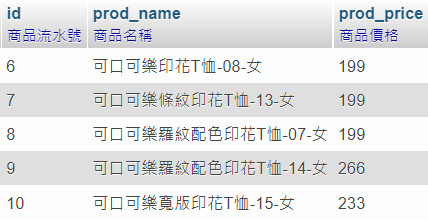 id prod_name prod_price
商品流水號 商品名稱 商品價格
6 可口可樂印花T恤-08-女 199
7 可口可樂條紋印花T恤-13-女 199
8 可口可樂羅紋配色印花T恤-07-女 199
9 可口可樂羅紋配色印花T恤-14-女 266
10 可口可樂寬版印花T恤-15-女 233